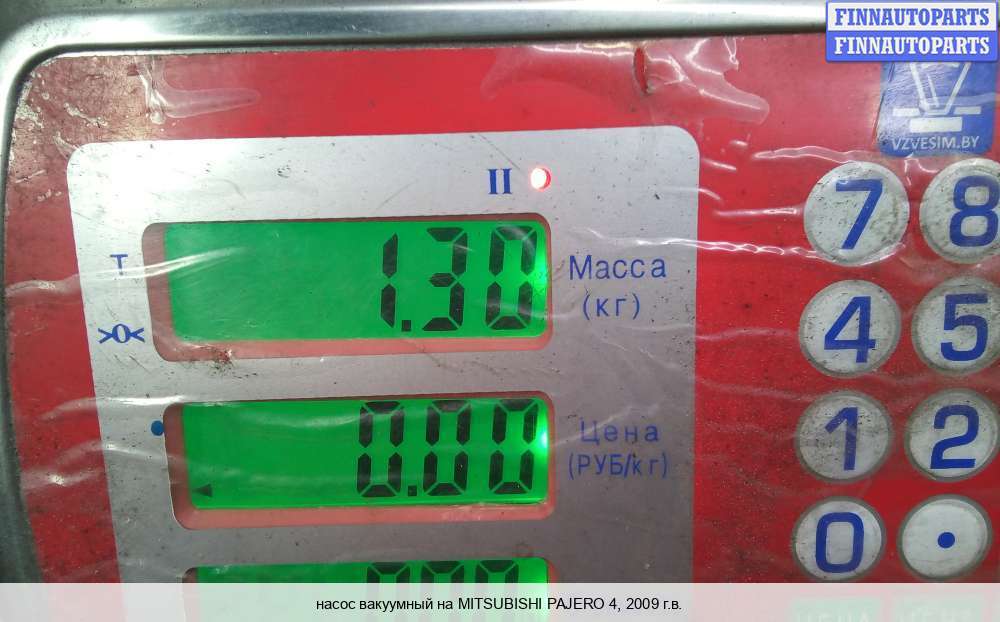 FINNAUTOPARTS
FINNAUTOPARTS
VZVESIM.BY
II
7 8
T
1.30
Масса
(кг)
>0<
4 5
0.00
Цена
(РУБ/кг)
1 2
0 .
насос вакуумный на MITSUBISHI PAJERO 4, 2009 г.в.